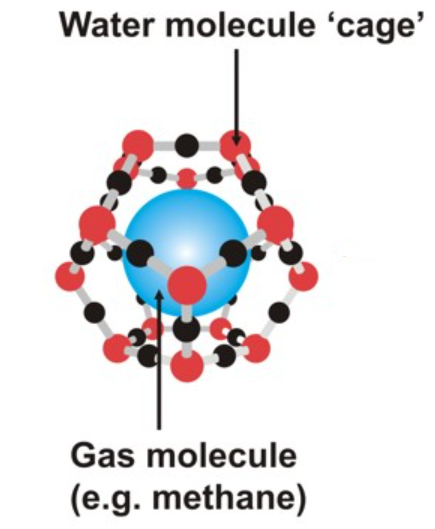 Water molecule ‘cage’
Gas molecule
(e.g. methane)